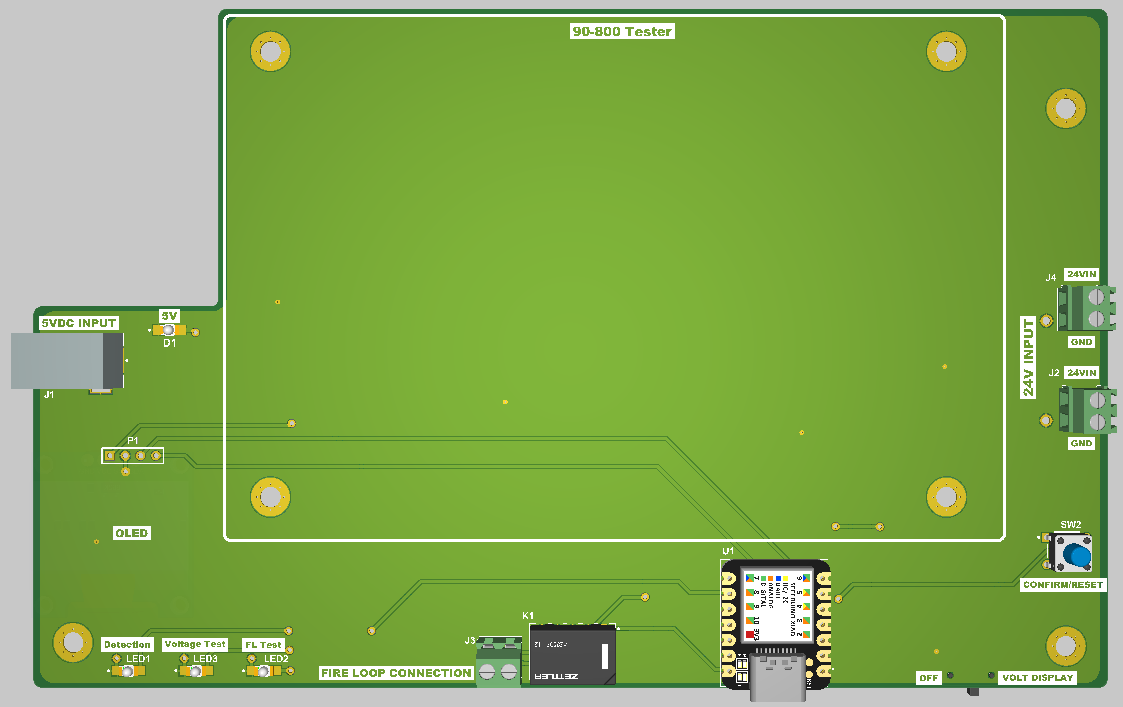 90-800 Tester
J4
24VIN
GND
24V INPUT
J2
24VIN
GND
5VDC INPUT
5V
D1
J1
P1
OLED
SW2
CONFIRM/RESET
U1
K1
J3
ZETTLER
FIRE LOOP CONNECTION
Detection
Voltage Test
FL Test
LED1
LED3
LED2
OFF
VOLT DISPLAY